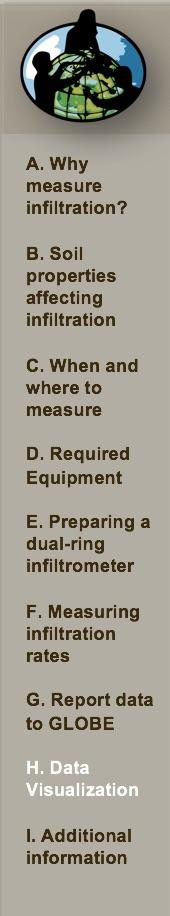 A. Why
measure
infiltration?
B. Soil
properties
affecting
infiltration
C. When and
where to
measure
D. Required
Equipment
E. Preparing a
dual-ring
infiltrometer
F. Measuring
infiltration
rates
G. Report data
to GLOBE
H. Data
Visualization
I. Additional
information